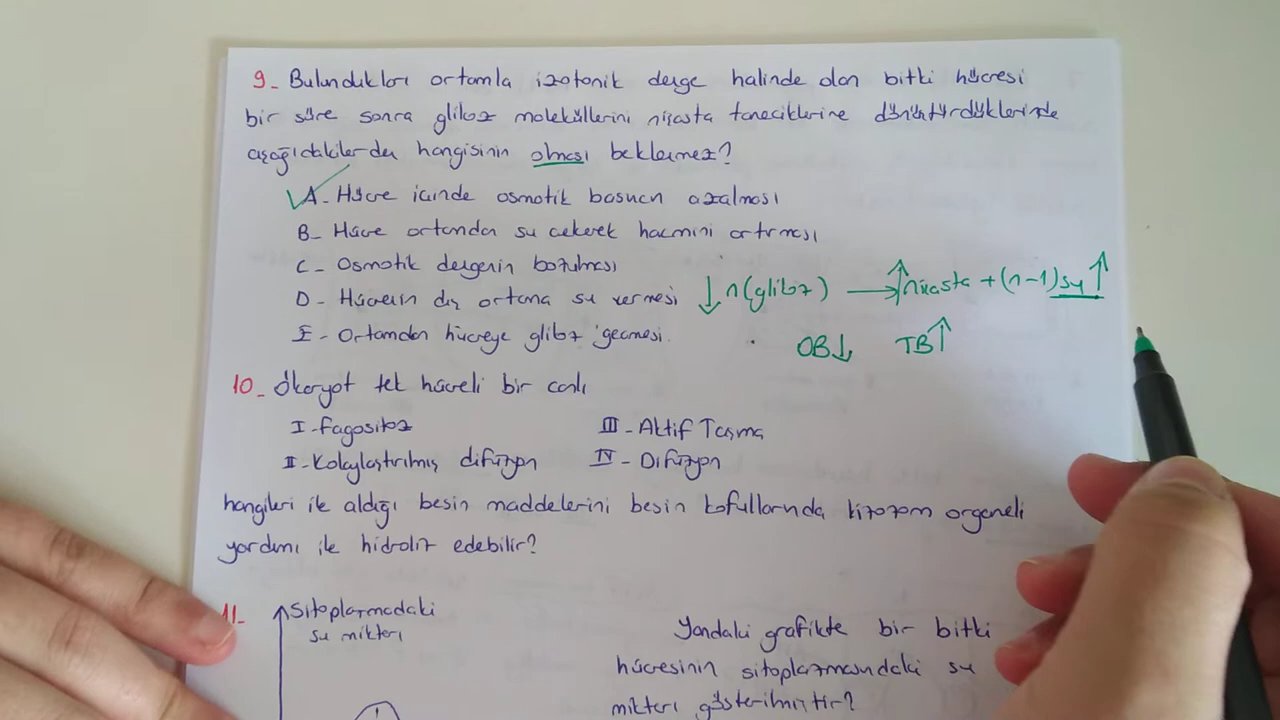 9_ Bulundukları ortamla izotonik denge halinde olan bitki hücresi
bir süre sonra glikoz moleküllerini nişasta taneciklerine dönüştürdüklerinde
aşağıdakilerden hangisinin olması beklenmez?
A- Hücre içinde osmotik basıncın azalması
B- Hücre ortamdan su çekerek hacmini artırması
C- Osmotik dengenin bozulması
D- Hücrenin dış ortama su vermesi
E- Ortamdan hücreye glikoz geçmesi.
↓n(glikoz) → ↑nişasta + (n-1)su↑
OB↓ TB↑
10_ Ökaryot tek hücreli bir canlı
I-Fagositoz III-Aktif Taşıma
II-Kolaylaştırılmış difüzyon IV-Difüzyon
hangileri ile aldığı besin maddelerini besin kofullarında lizozom organeli
yardımı ile hidroliz edebilir?
11_ Sitoplazmadaki
su miktarı
Yandaki grafikte bir bitki
hücresinin sitoplazmasındaki su
miktarı gösterilmiştir?